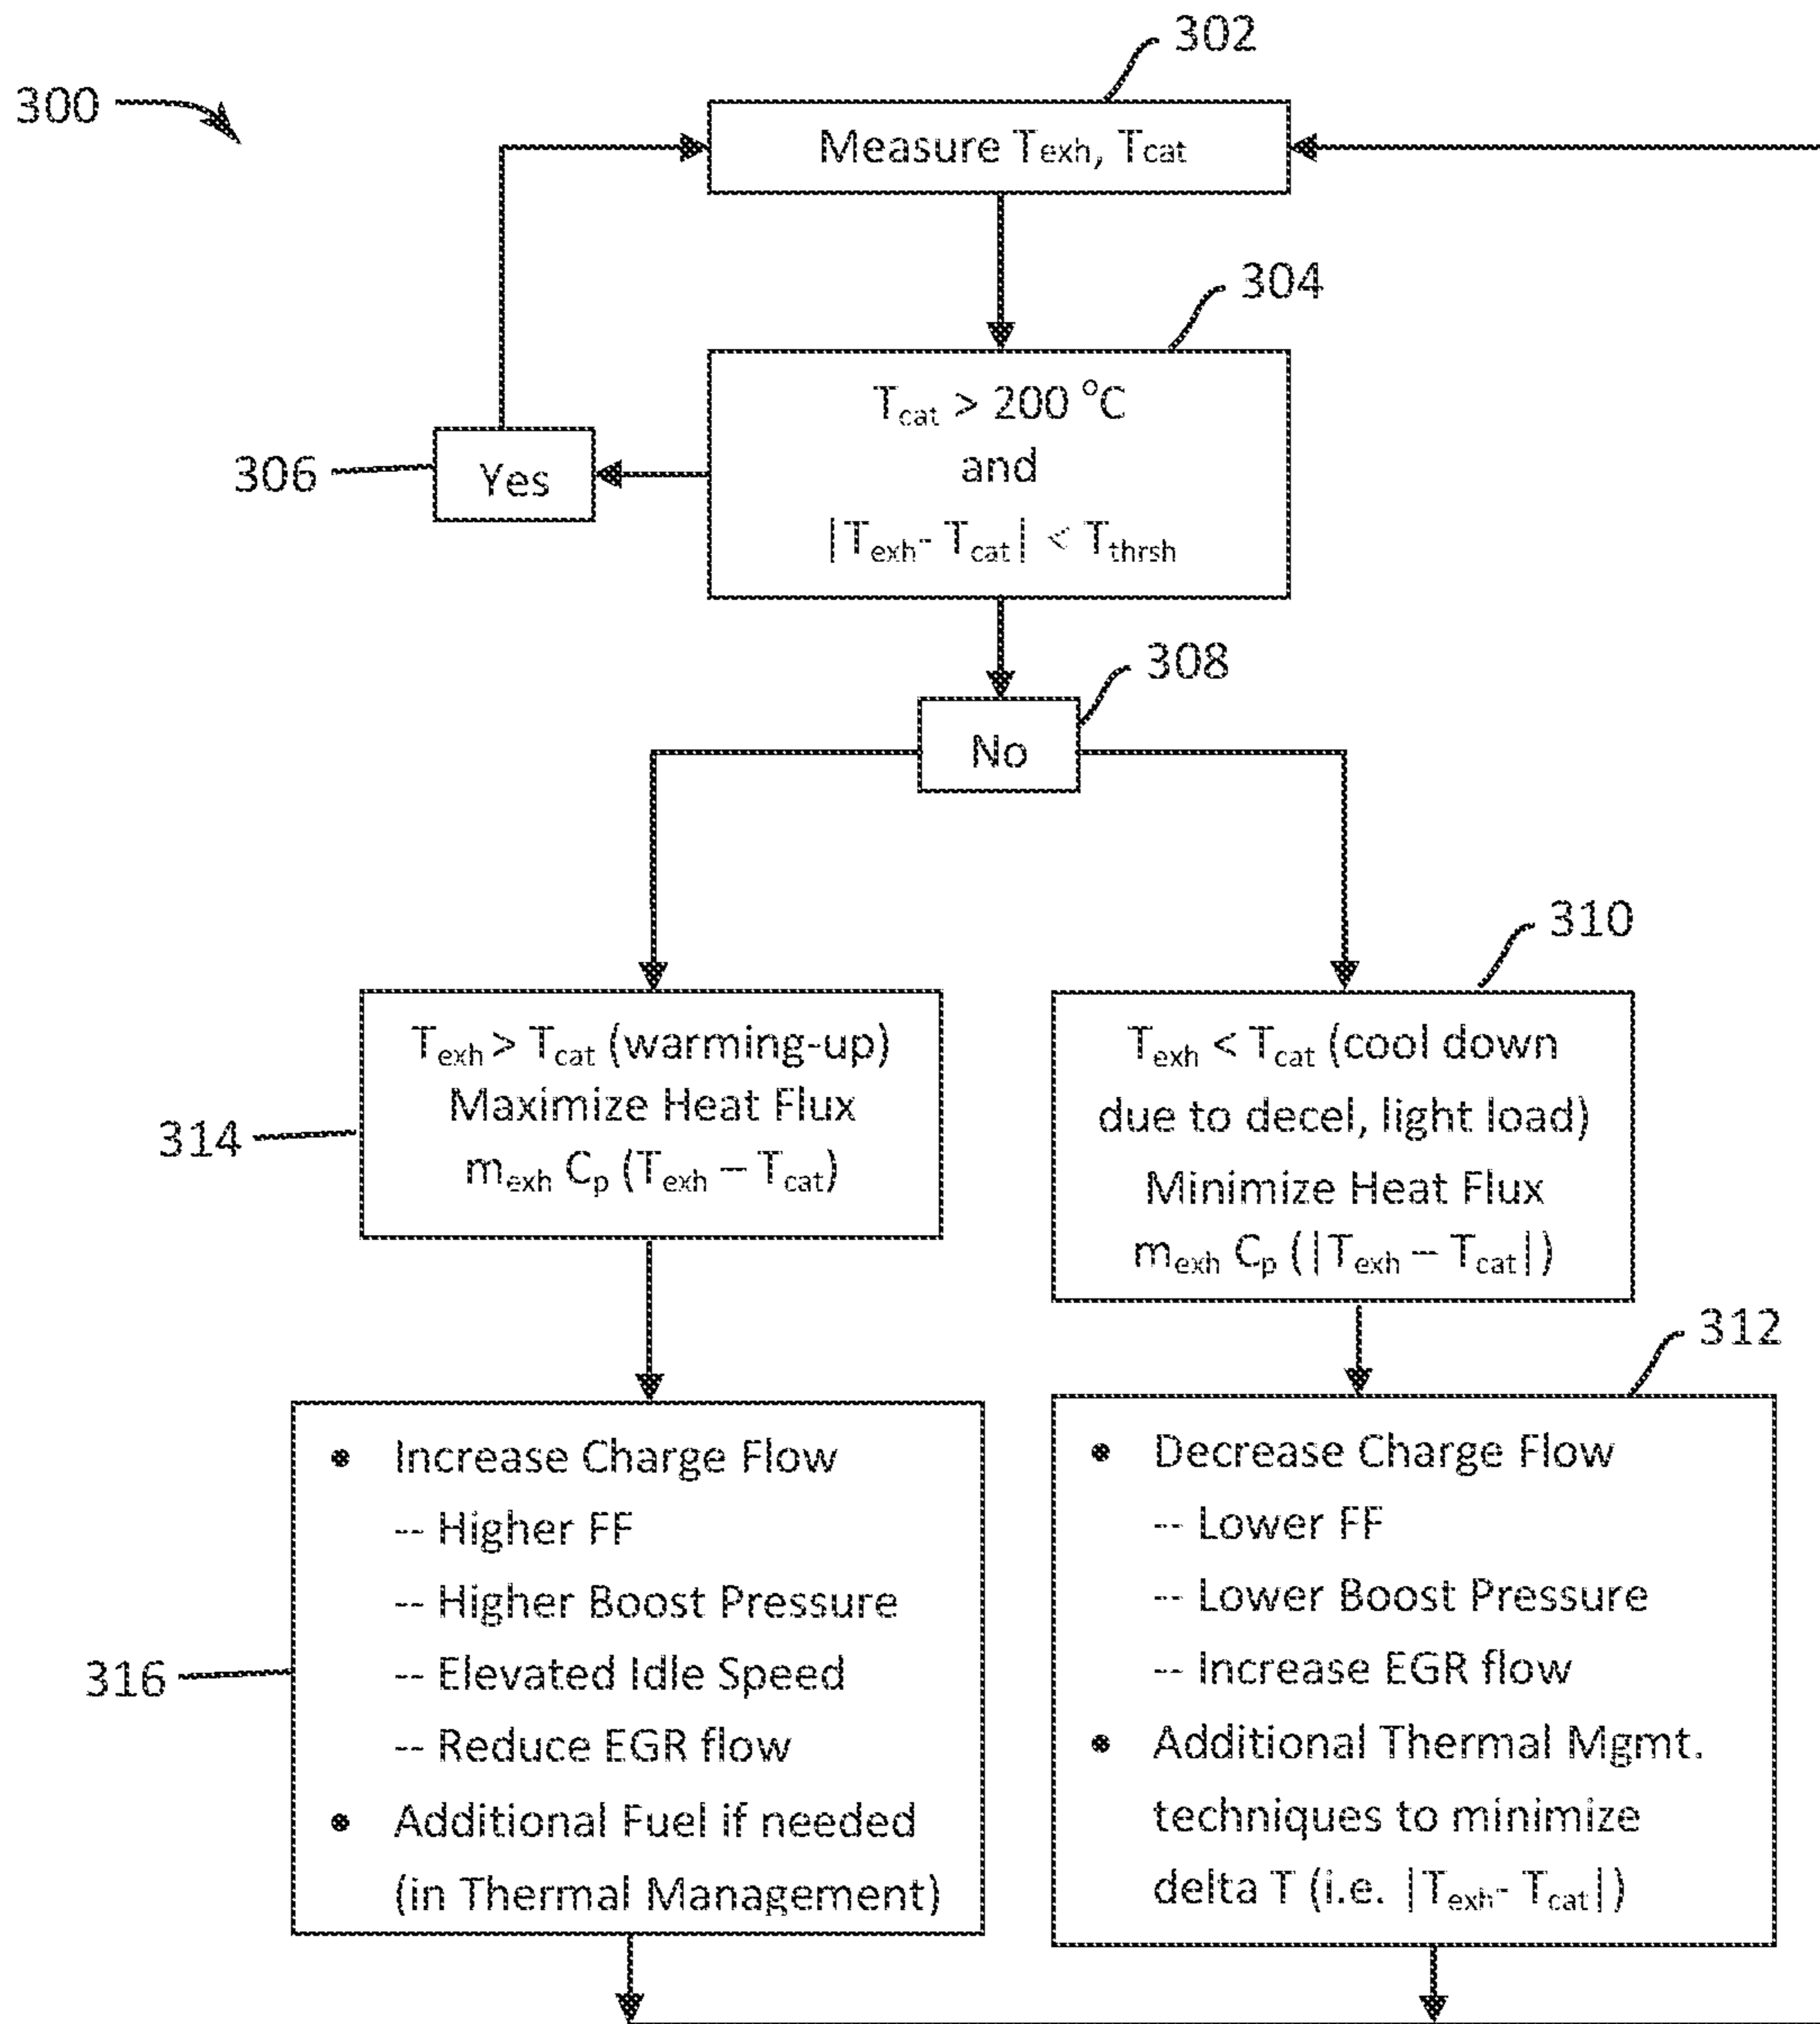 302
300
Measure Texh, Tcat
304
Tcat > 200 °C
and
|Texh- Tcat| < Tthrsh
306
Yes
308
No
310
Texh > Tcat (warming-up)
Maximize Heat Flux
mexh Cp (Texh – Tcat)
314
Texh < Tcat (cool down
due to decel, light load)
Minimize Heat Flux
mexh Cp (|Texh – Tcat|)
312
• Increase Charge Flow
-- Higher FF
-- Higher Boost Pressure
-- Elevated Idle Speed
-- Reduce EGR flow
• Additional Fuel if needed
(in Thermal Management)
316
• Decrease Charge Flow
-- Lower FF
-- Lower Boost Pressure
-- Increase EGR flow
• Additional Thermal Mgmt.
techniques to minimize
delta T (i.e. |Texh- Tcat|)